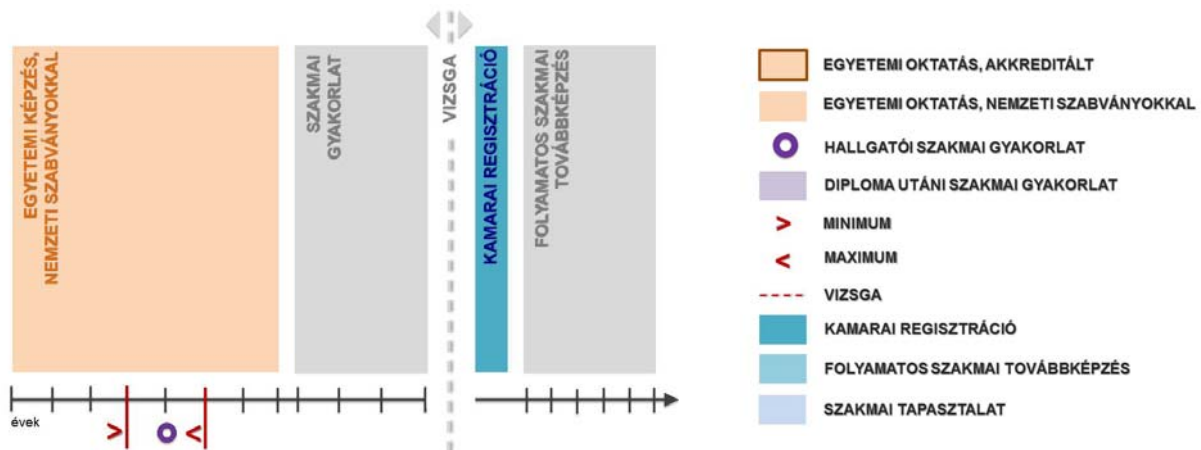 EGYETEMI KÉPZÉS,
NEMZETI SZABVÁNYOKKAL
SZAKMAI
GYAKORLAT
VIZSGA
KAMARAI REGISZTRÁCIÓ
FOLYAMATOS SZAKMAI
TOVÁBBKÉPZÉS
évek
>
<
EGYETEMI OKTATÁS, AKKREDITÁLT
EGYETEMI OKTATÁS, NEMZETI SZABVÁNYOKKAL
HALLGATÓI SZAKMAI GYAKORLAT
DIPLOMA UTÁNI SZAKMAI GYAKORLAT
> MINIMUM
< MAXIMUM
VIZSGA
KAMARAI REGISZTRÁCIÓ
FOLYAMATOS SZAKMAI TOVÁBBKÉPZÉS
SZAKMAI TAPASZTALAT